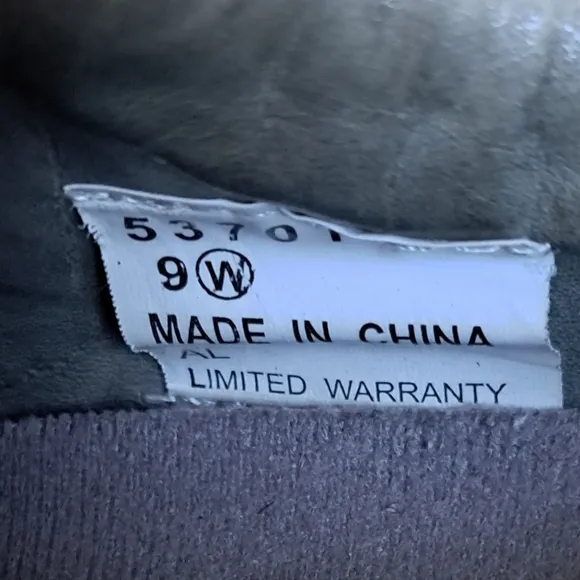 53701
9 W
MADE IN CHINA
AL
LIMITED WARRANTY